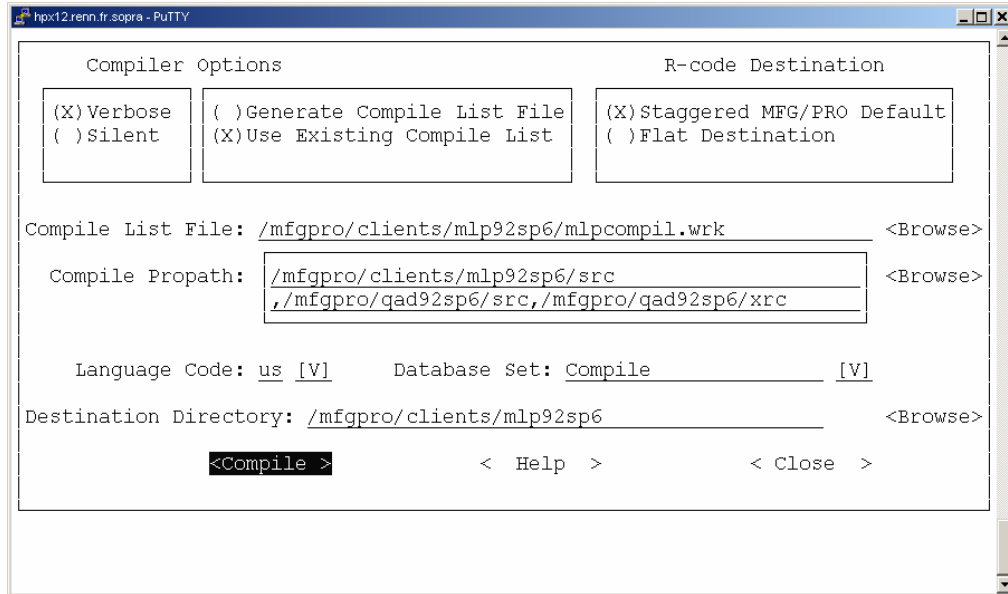 hpx12.renn.fr.sopra - PuTTY
Compiler Options R-code Destination
(X)Verbose ( )Generate Compile List File (X)Staggered MFG/PRO Default
( )Silent (X)Use Existing Compile List ( )Flat Destination
Compile List File: /mfgpro/clients/mlp92sp6/mlpcompil.wrk <Browse>
Compile Propath: /mfgpro/clients/mlp92sp6/src <Browse>
,/mfgpro/qad92sp6/src,/mfgpro/qad92sp6/xrc
Language Code: us [V] Database Set: Compile [V]
Destination Directory: /mfgpro/clients/mlp92sp6 <Browse>
<Compile > < Help > < Close >